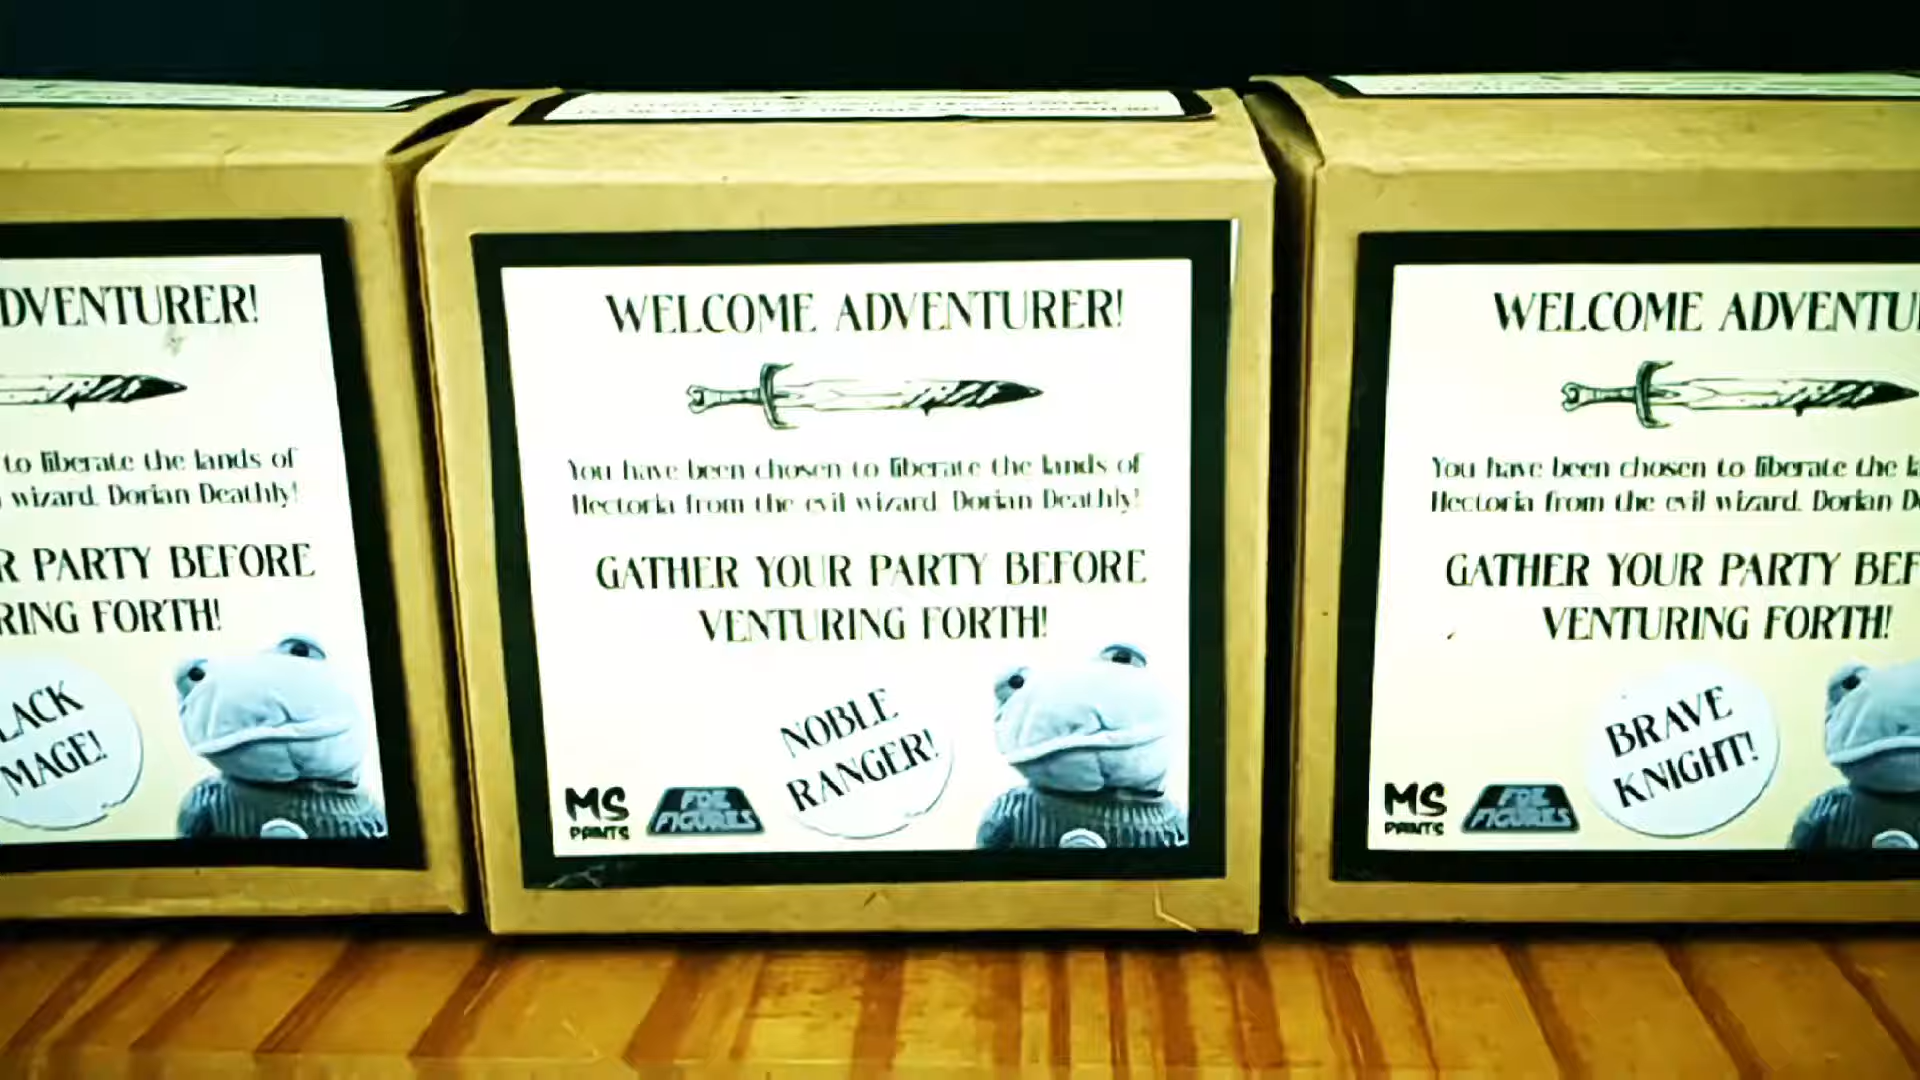 DVENTURER!
to liberate the lands of
wizard, Dorian Deathly!
R PARTY BEFORE
RING FORTH!
LACK
MAGE!
WELCOME ADVENTURER!
You have been chosen to liberate the lands of
Hectoria from the evil wizard, Dorian Deathly!
GATHER YOUR PARTY BEFORE
VENTURING FORTH!
NOBLE
RANGER!
MS
PAINTS
FDZ
FIGURES
WELCOME ADVENTU
You have been chosen to liberate the la
Hectoria from the evil wizard, Dorian De
GATHER YOUR PARTY BEF
VENTURING FORTH!
BRAVE
KNIGHT!
MS
PAINTS
FDZ
FIGURES